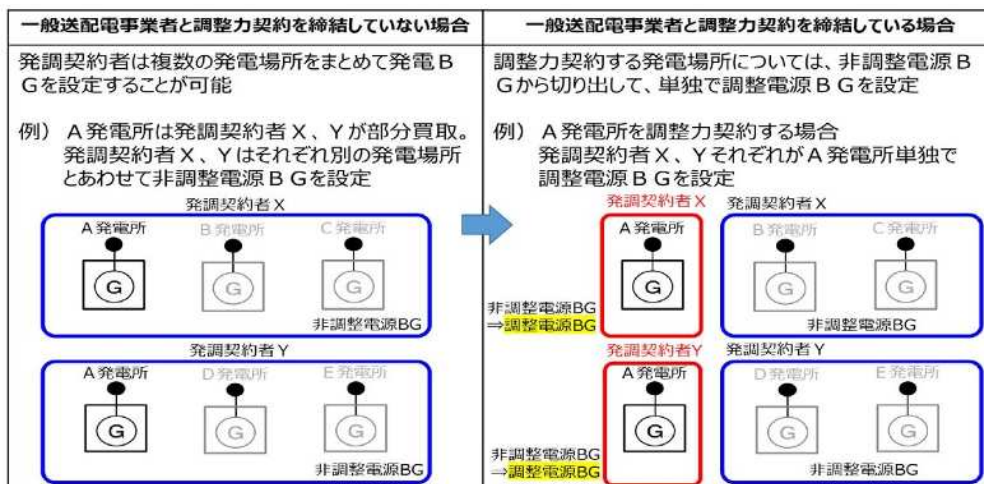 一般送配電事業者と調整力契約を締結していない場合
発調契約者は複数の発電場所をまとめて発電B
Gを設定することが可能
例） A発電所は発調契約者X、Yが部分買取。
発調契約者X、Yはそれぞれ別の発電場所
とあわせて非調整電源BGを設定
発調契約者X
A発電所
B発電所
C発電所
G
G
G
非調整電源BG
発調契約者Y
A発電所
D発電所
E発電所
G
G
G
非調整電源BG
一般送配電事業者と調整力契約を締結している場合
調整力契約する発電場所については、非調整電源B
Gから切り出して、単独で調整電源BGを設定
例） A発電所を調整力契約する場合
発調契約者X、YそれぞれがA発電所単独で
調整電源BGを設定
発調契約者X
発調契約者X
A発電所
B発電所
C発電所
G
G
G
非調整電源BG
⇒調整電源BG
非調整電源BG
発調契約者Y
発調契約者Y
A発電所
D発電所
E発電所
G
G
G
非調整電源BG
⇒調整電源BG
非調整電源BG